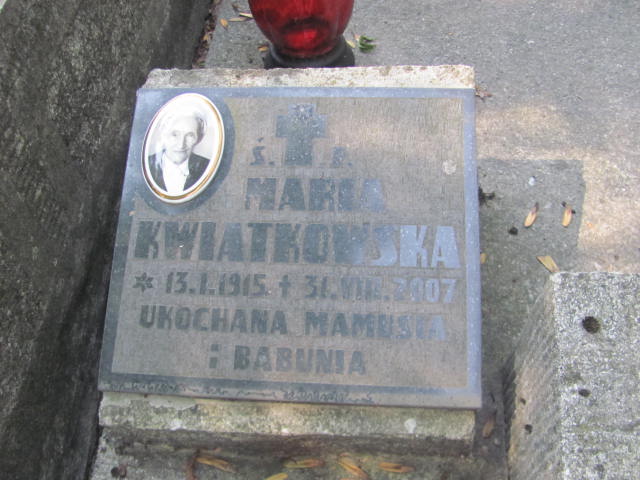 Ś. P.
MARIA
KWIATKOWSKA
* 13.I.1915. + 31.VIII.2007
UKOCHANA MAMUSIA
I BABUNIA